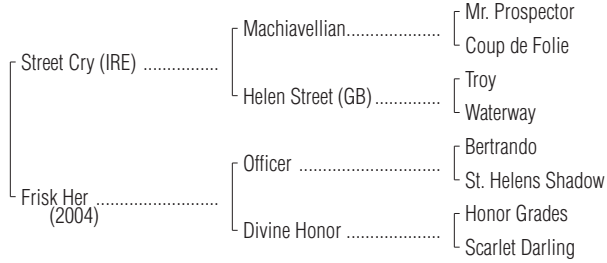 Mr. Prospector
Machiavellian................
Coup de Folie
Street Cry (IRE) ................
Troy
Helen Street (GB)..............
Waterway
Bertrando
Officer ..............................
St. Helens Shadow
Frisk Her ..........................
(2004)
Honor Grades
Divine Honor ....................
Scarlet Darling